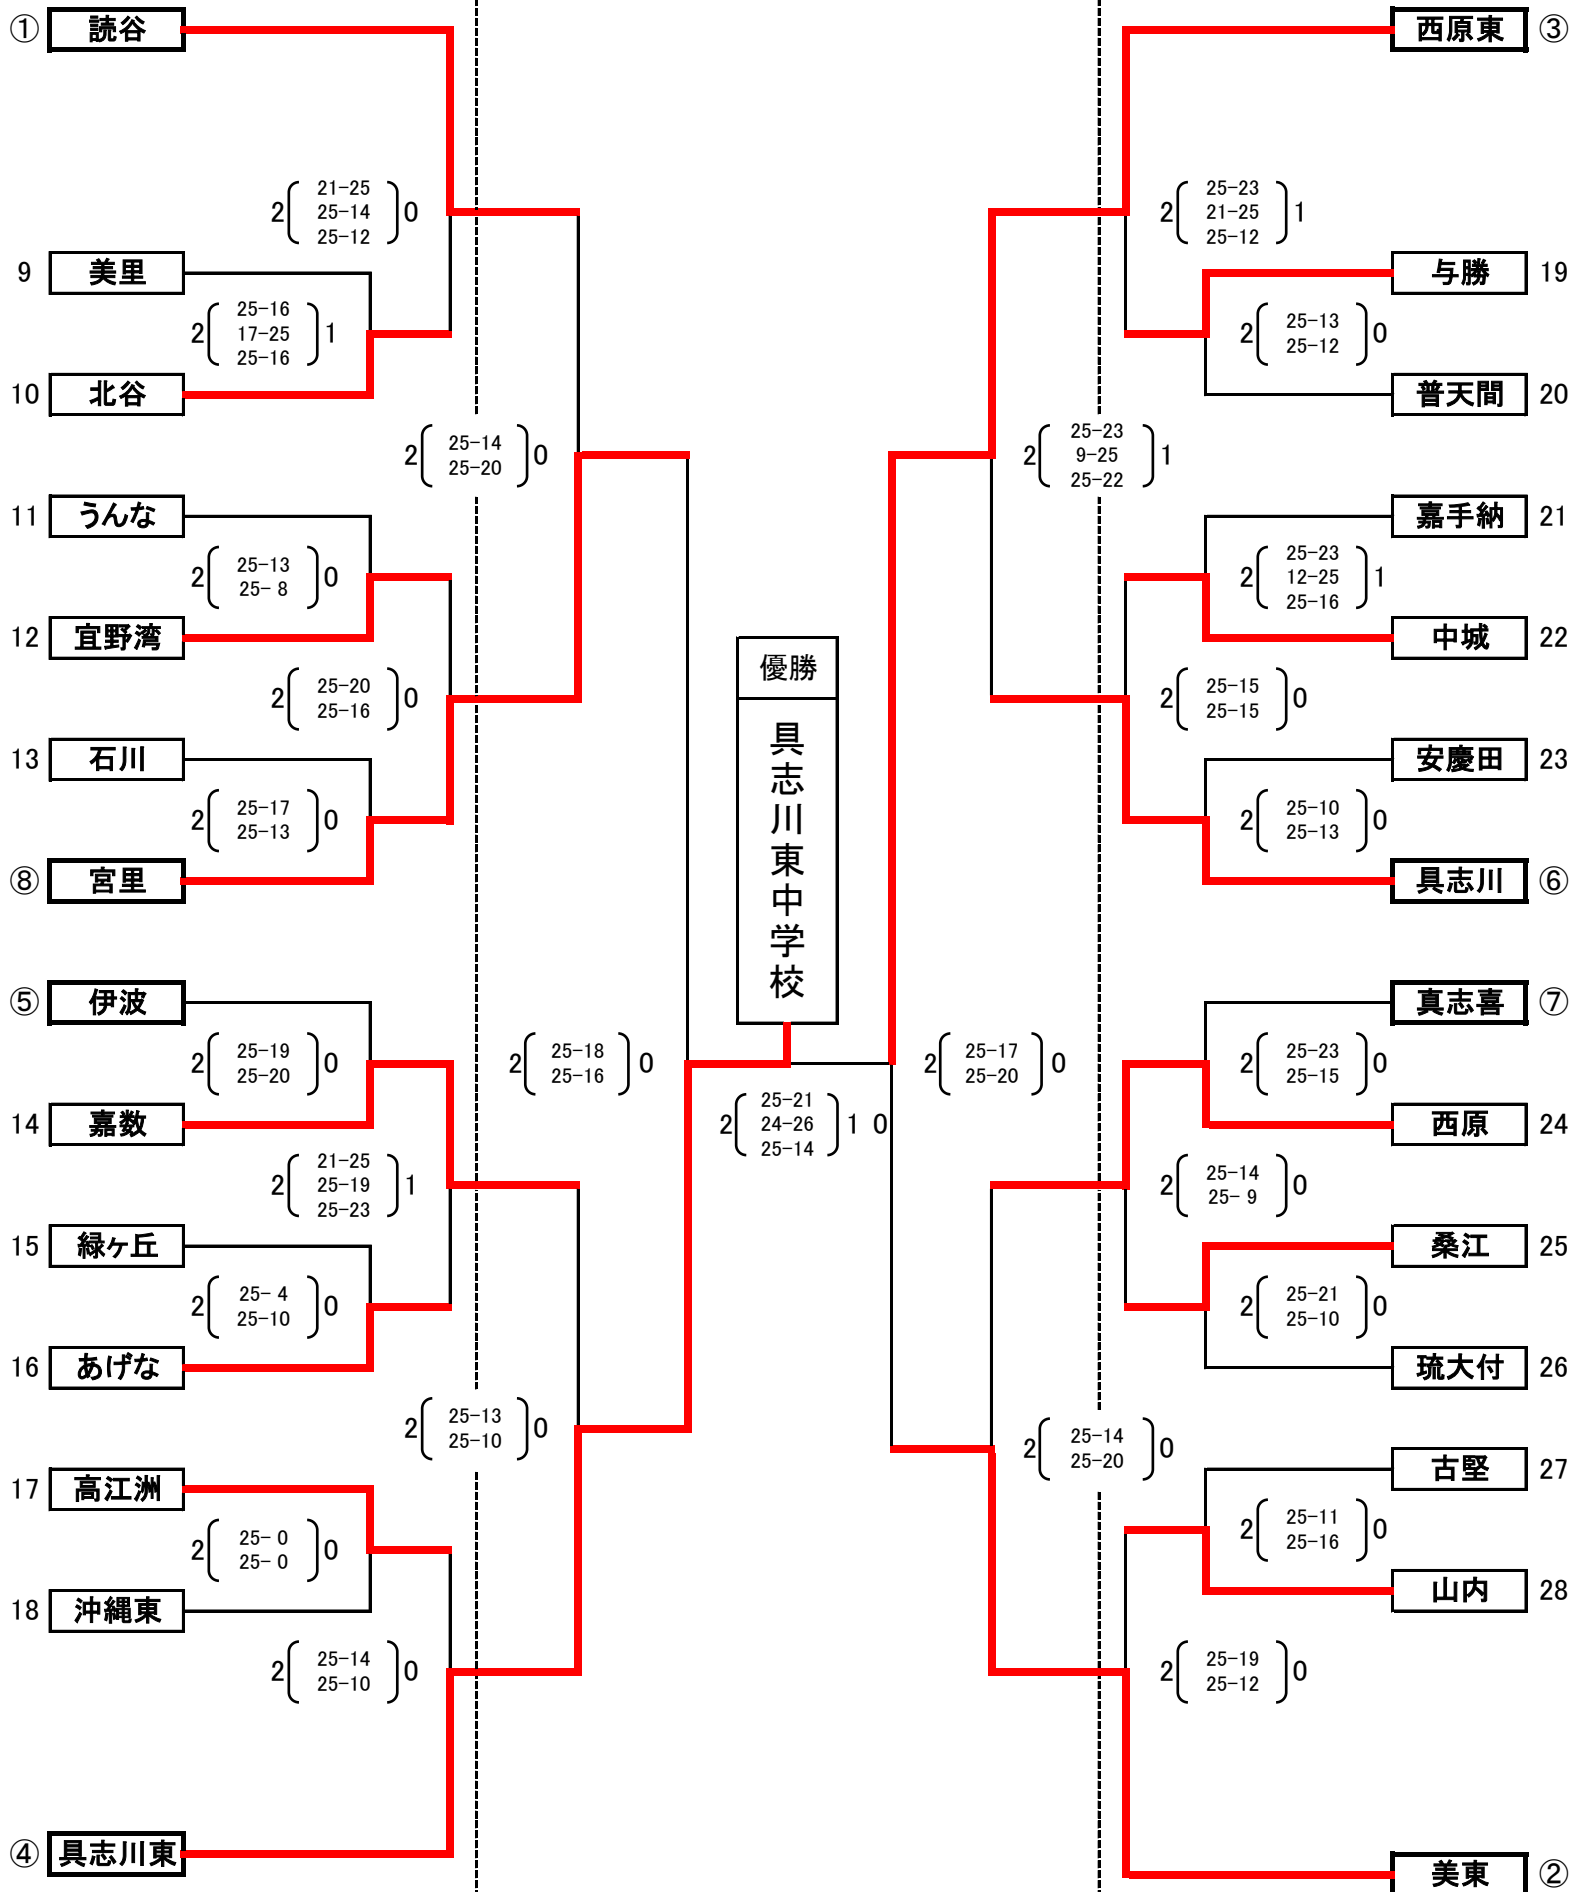 ① 読谷
21-25
2 25-14 0
25-12
9 美里
25-16
2 17-25 1
25-16
10 北谷
2 25-14 0
25-20
11 うんな
2 25-13 0
25- 8
12 宜野湾
2 25-20 0
25-16
13 石川
2 25-17 0
25-13
⑧ 宮里
⑤ 伊波
2 25-19 0
25-20
14 嘉数
21-25
2 25-19 1
25-23
15 緑ヶ丘
2 25- 4 0
25-10
16 あげな
2 25-13 0
25-10
17 高江洲
2 25- 0 0
25- 0
18 沖縄東
2 25-14 0
25-10
④ 具志川東
2 25-18 0
25-16
優勝
具志川東中学校
25-21
2 24-26 1 0
25-14
2 25-17 0
25-20
西原東 ③
25-23
2 21-25 1
25-12
与勝 19
2 25-13 0
25-12
普天間 20
25-23
2 9-25 1
25-22
嘉手納 21
25-23
2 12-25 1
25-16
中城 22
2 25-15 0
25-15
安慶田 23
2 25-10 0
25-13
具志川 ⑥
真志喜 ⑦
2 25-23 0
25-15
西原 24
2 25-14 0
25- 9
桑江 25
2 25-21 0
25-10
琉大付 26
2 25-14 0
25-20
古堅 27
2 25-11 0
25-16
山内 28
2 25-19 0
25-12
美東 ②